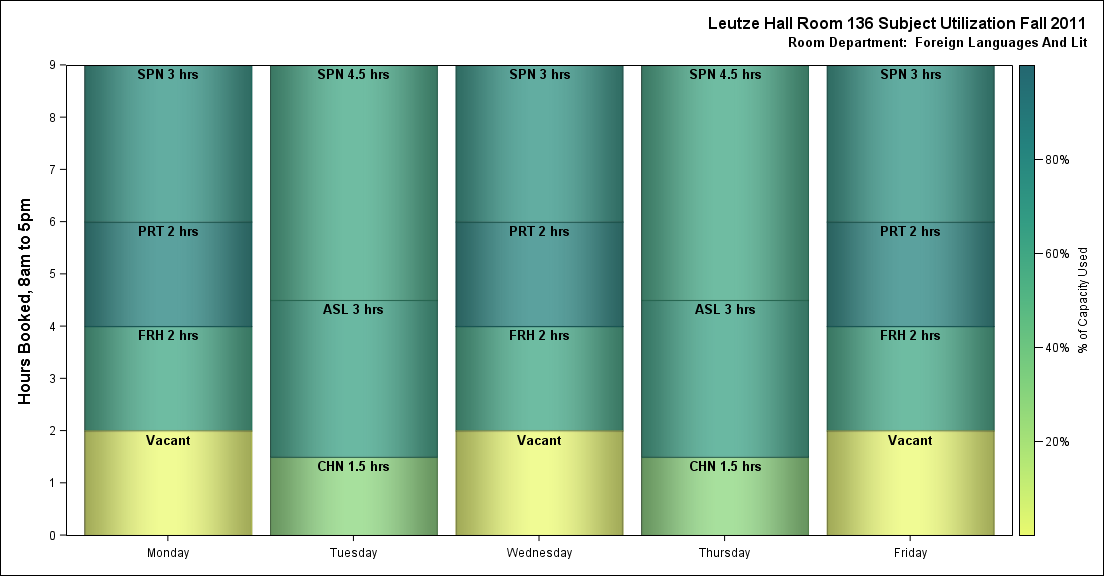 Leutze Hall Room 136 Subject Utilization Fall 2011
Room Department:  Foreign Languages And Lit
Hours Booked, 8am to 5pm
9
8
7
6
5
4
3
2
1
0
SPN 3 hrs
PRT 2 hrs
FRH 2 hrs
Vacant
Monday
SPN 4.5 hrs
ASL 3 hrs
CHN 1.5 hrs
Tuesday
SPN 3 hrs
PRT 2 hrs
FRH 2 hrs
Vacant
Wednesday
SPN 4.5 hrs
ASL 3 hrs
CHN 1.5 hrs
Thursday
SPN 3 hrs
PRT 2 hrs
FRH 2 hrs
Vacant
Friday
80%
60%
40%
20%
% of Capacity Used